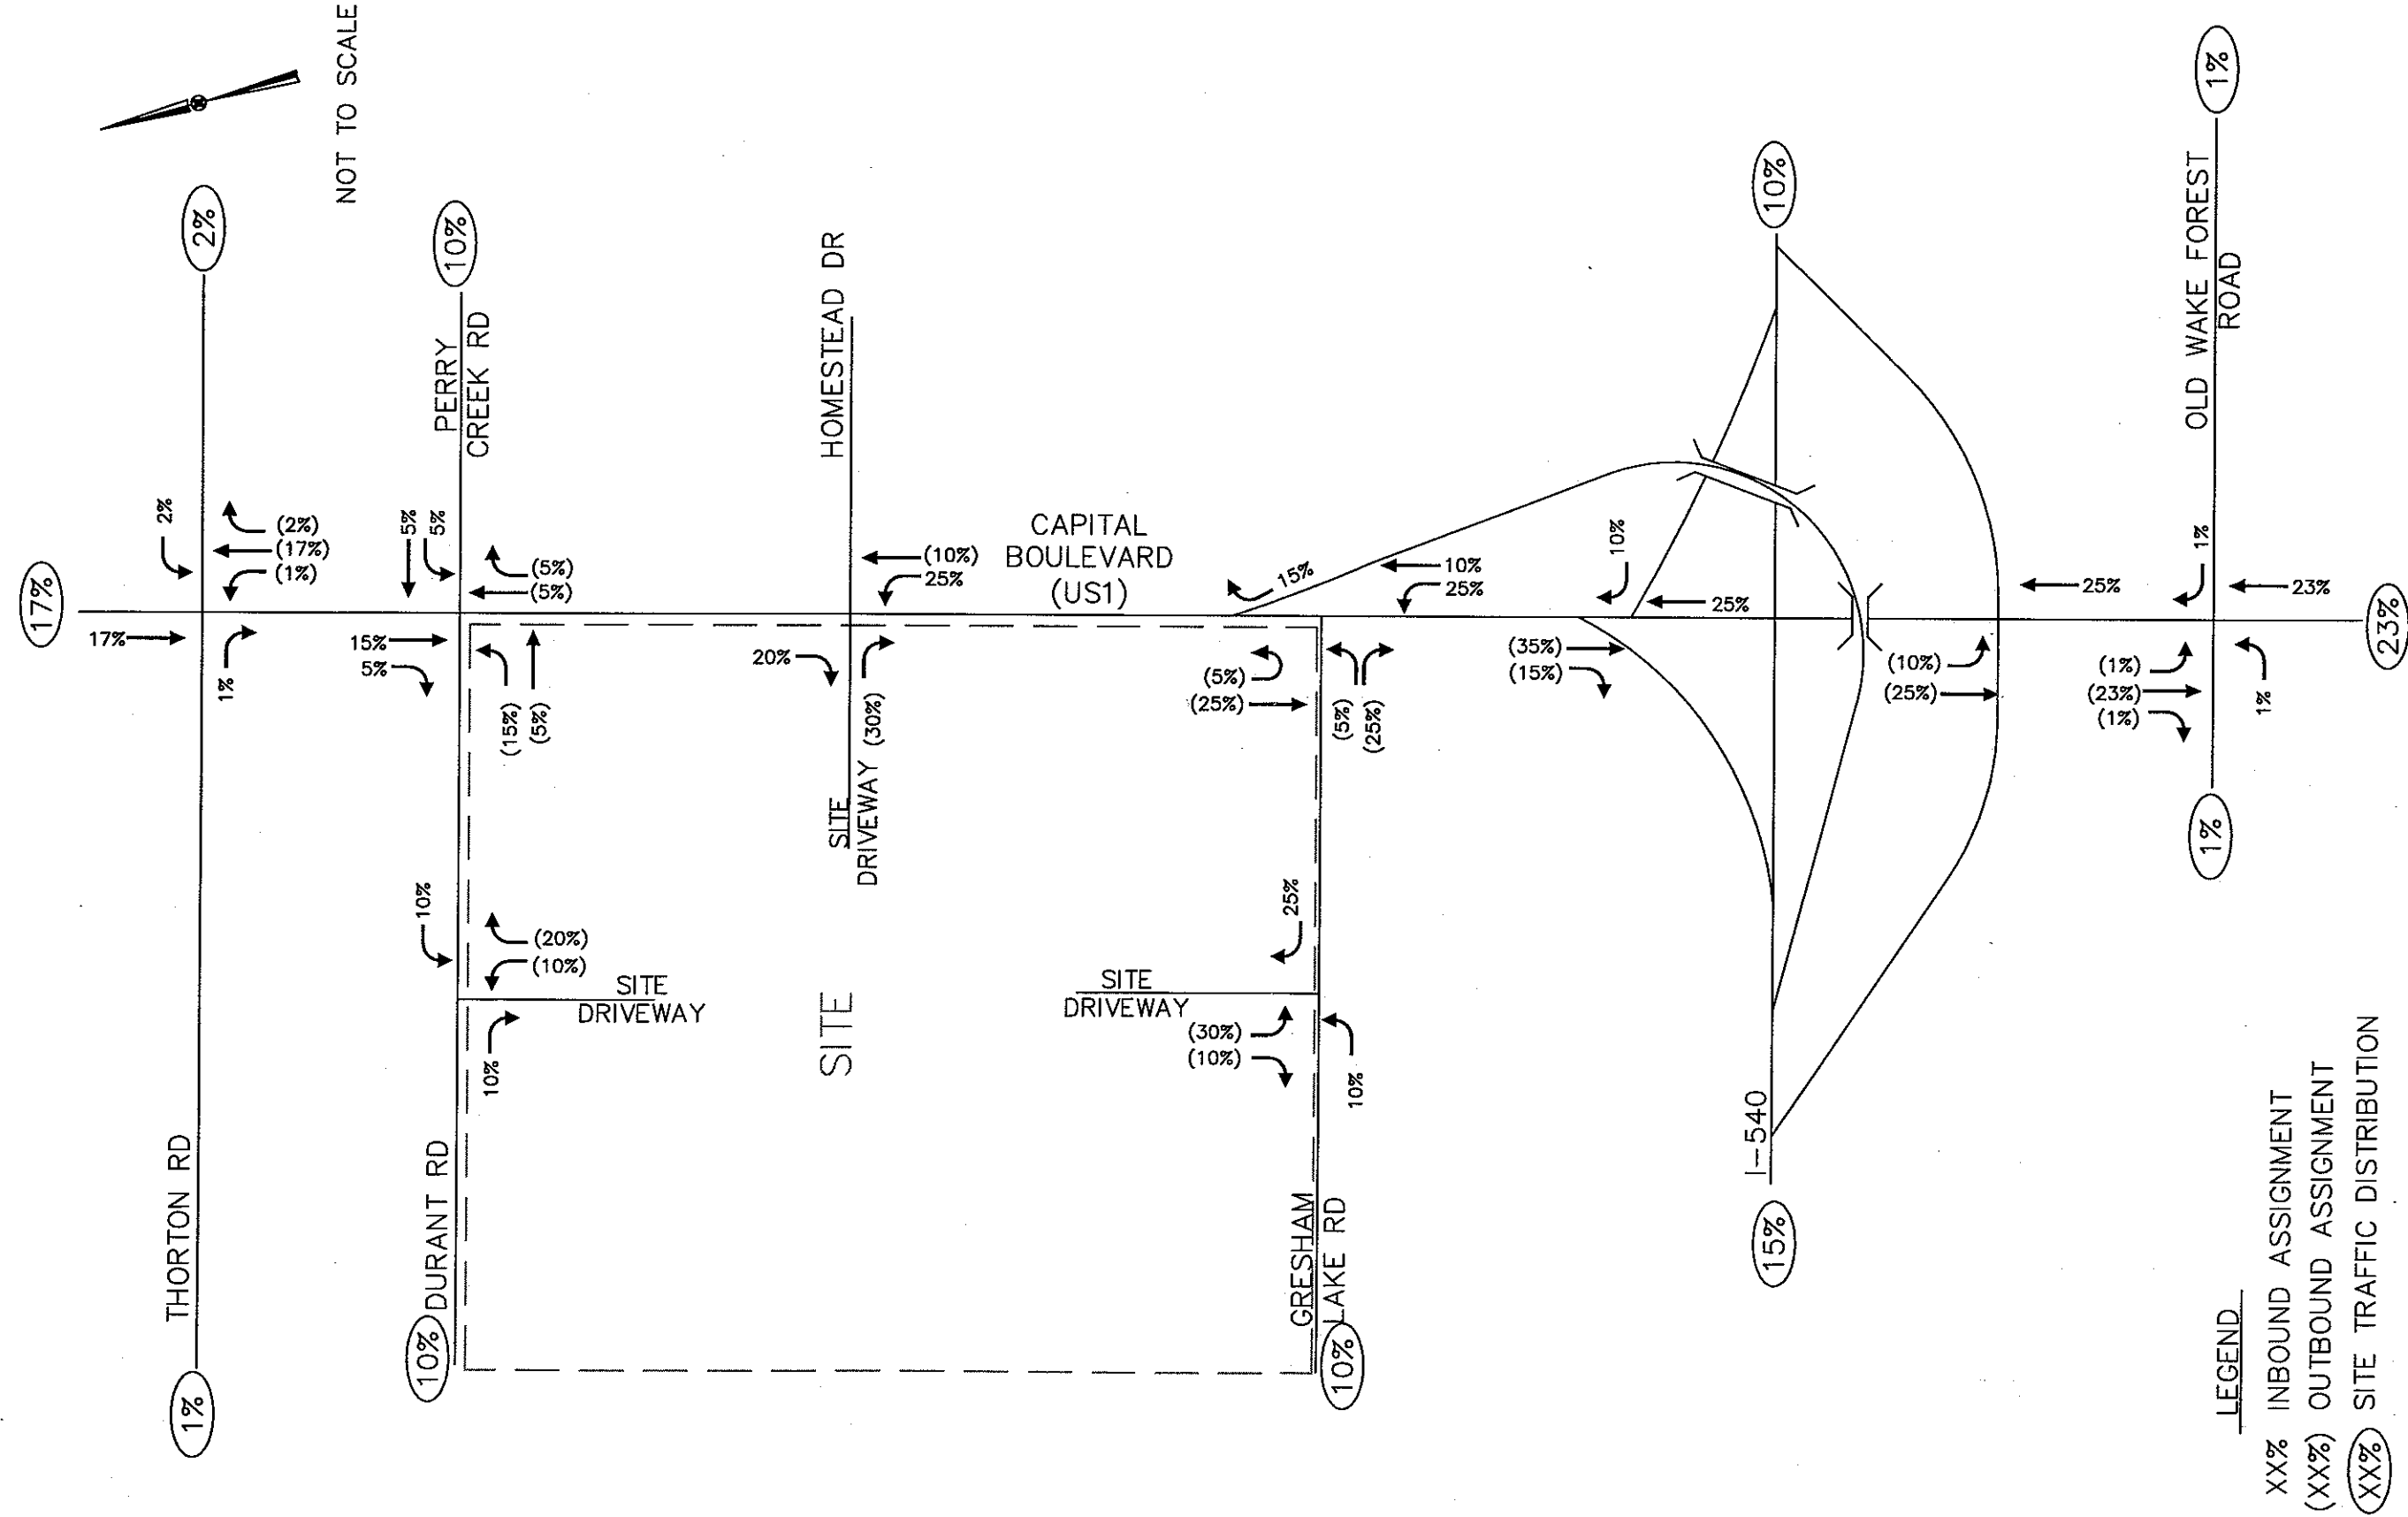 NOT TO SCALE
17%
2%
2%
(2%)
(17%)
(1%)
17%
1%
THORTON RD
1%
10%
PERRY
CREEK RD
5%
5%
(5%)
(5%)
15%
5%
(15%)
(5%)
10%
(20%)
(10%)
SITE
DRIVEWAY
10%
DURANT RD
10%
HOMESTEAD DR
(10%)
25%
20%
(30%)
SITE
DRIVEWAY
CAPITAL
BOULEVARD
(US1)
SITE
15%
10%
25%
(5%)
(25%)
(5%)
(25%)
25%
SITE
DRIVEWAY
(30%)
(10%)
10%
GRESHAM
LAKE RD
10%
10%
25%
(35%)
(15%)
10%
I-540
15%
25%
(10%)
(25%)
1%
OLD WAKE FOREST
ROAD
1%
23%
(1%)
(23%)
(1%)
1%
23%
1%
LEGEND
XX% INBOUND ASSIGNMENT
(XX%) OUTBOUND ASSIGNMENT
XX% SITE TRAFFIC DISTRIBUTION